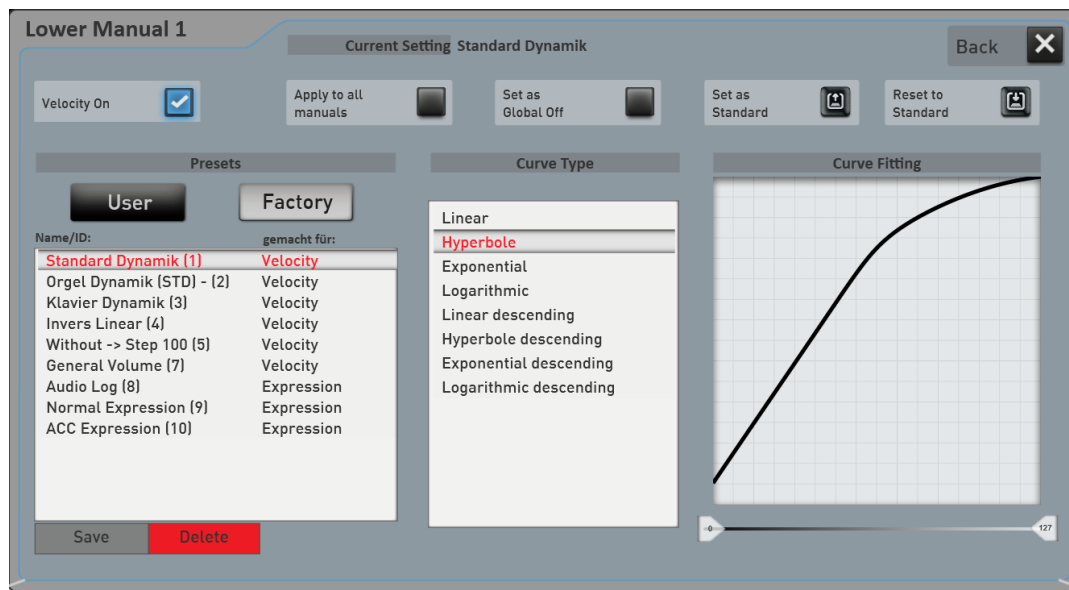 Lower Manual 1
Current Setting Standard Dynamik
Back
Velocity On
Apply to all
manuals
Set as
Global Off
Set as
Standard
Reset to
Standard
Presets
User
Factory
Name/ID: gemacht für:
Standard Dynamik (1) Velocity
Orgel Dynamik (STD) - (2) Velocity
Klavier Dynamik (3) Velocity
Invers Linear (4) Velocity
Without -> Step 100 (5) Velocity
General Volume (7) Velocity
Audio Log (8) Expression
Normal Expression (9) Expression
ACC Expression (10) Expression
Save
Delete
Curve Type
Linear
Hyperbole
Exponential
Logarithmic
Linear descending
Hyperbole descending
Exponential descending
Logarithmic descending
Curve Fitting
0
127